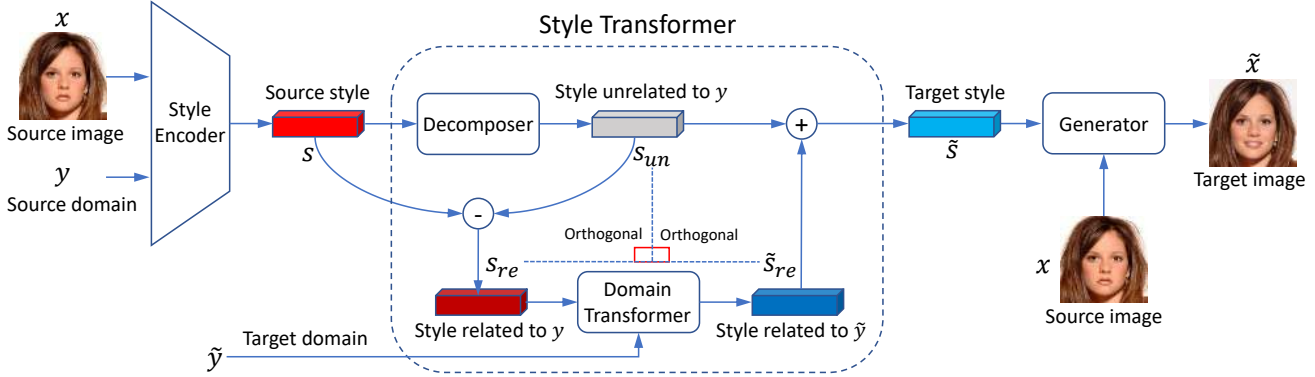 Style Transformer
x
Source image
y
Source domain
Style
Encoder
Source style
s
Decomposer
Style unrelated to y
s_un
+
Target style
s̃
Generator
x̃
Target image
-
Orthogonal Orthogonal
s_re
s̃_re
Style related to y
Domain
Transformer
Style related to ỹ
x
Source image
ỹ
Target domain